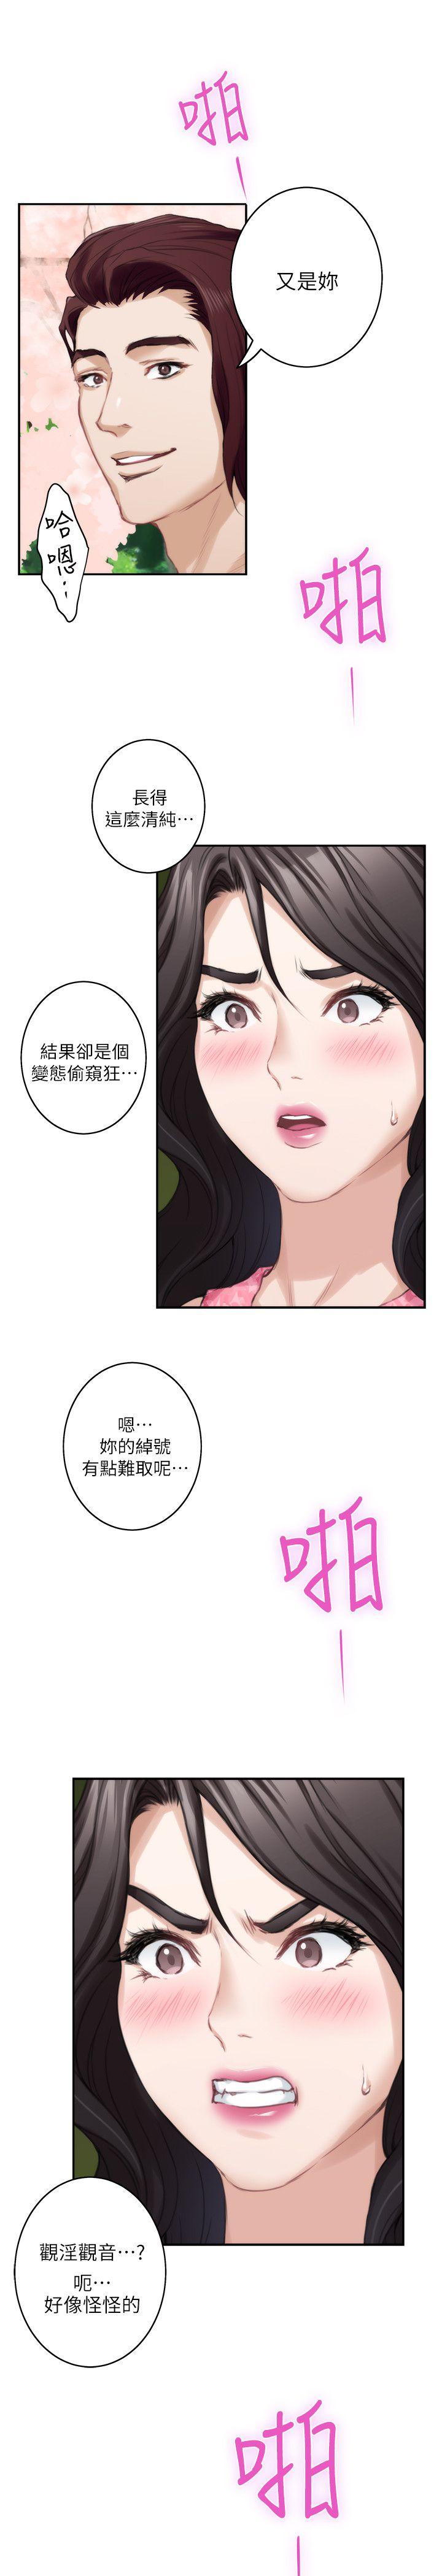 啪
又是妳
哈嗯…
啪
長得
這麼清純…
結果卻是個
變態偷窺狂…
嗯…
妳的綽號
有點難取呢…
啪
觀淫觀音…?
呃…
好像怪怪的
啪